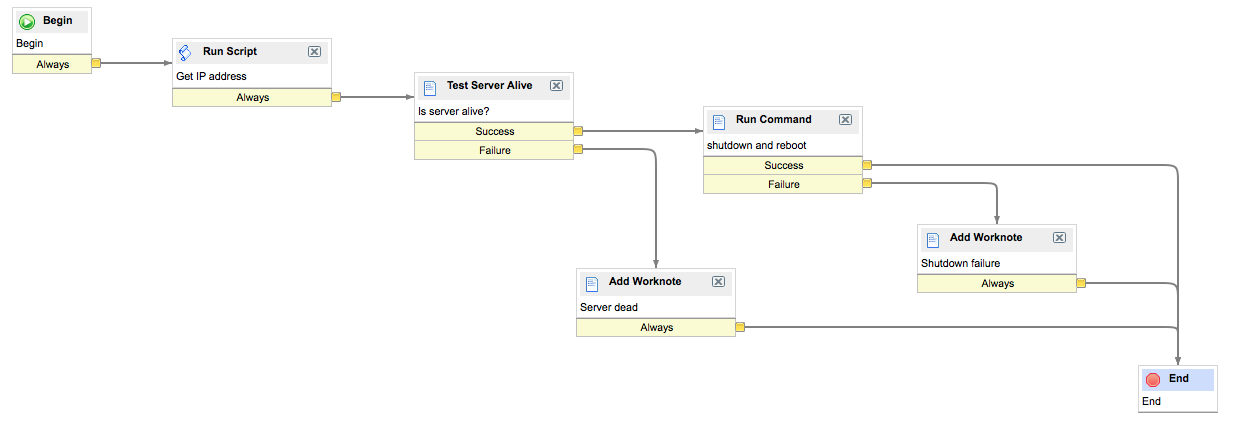 Begin
Begin
Always
Run Script
Get IP address
Always
Test Server Alive
Is server alive?
Success
Failure
Run Command
shutdown and reboot
Success
Failure
Add Worknote
Shutdown failure
Always
Add Worknote
Server dead
Always
End
End